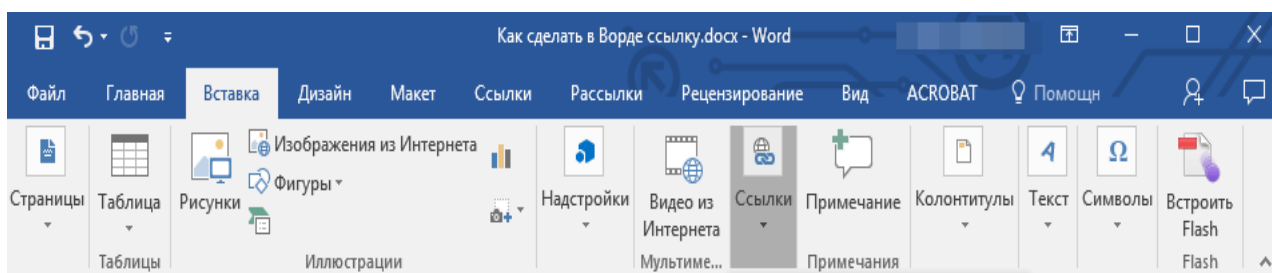 Как сделать в Ворде ссылку.docx - Word
Файл Главная Вставка Дизайн Макет Ссылки Рассылки Рецензирование Вид ACROBAT Помощн
Изображения из Интернета
Фигуры
Страницы Таблица Рисунки Надстройки Видео из Интернета Ссылки Примечание Колонтитулы Текст Символы Встроить Flash
Таблицы Иллюстрации Мультиме... Примечания Flash